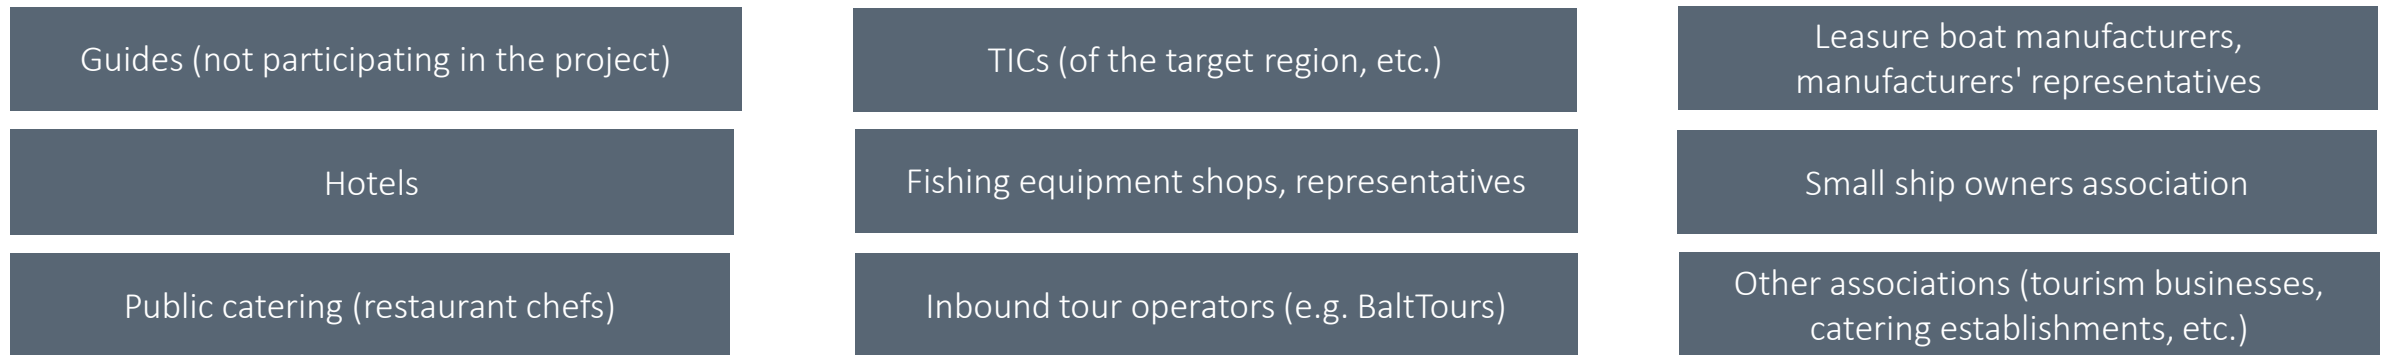 Guides (not participating in the project)
TICs (of the target region, etc.)
Leasure boat manufacturers,
manufacturers' representatives
Hotels
Fishing equipment shops, representatives
Small ship owners association
Public catering (restaurant chefs)
Inbound tour operators (e.g. BaltTours)
Other associations (tourism businesses,
catering establishments, etc.)